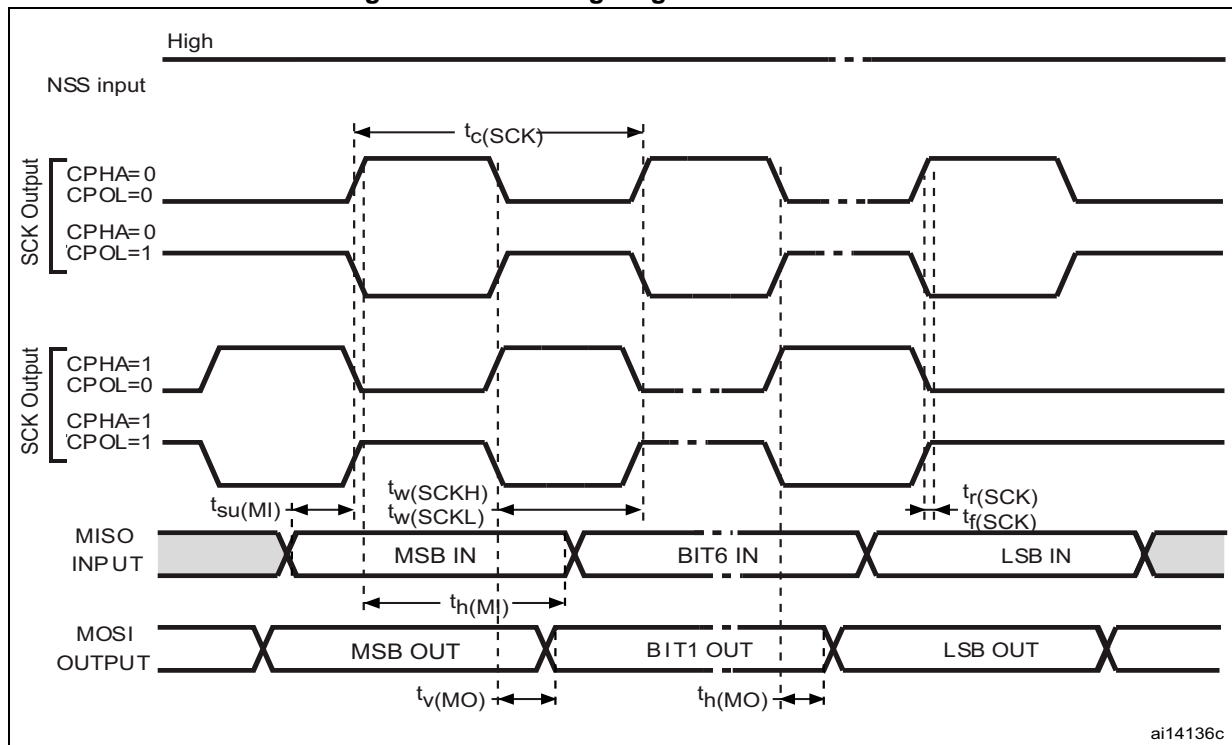 High
NSS input
tc(SCK)
SCK Output
CPHA=0
CPOL=0
CPHA=0
CPOL=1
SCK Output
CPHA=1
CPOL=0
CPHA=1
CPOL=1
tsu(MI)
tw(SCKH)
tw(SCKL)
tr(SCK)
tf(SCK)
MISO
INPUT
MSB IN
BIT6 IN
LSB IN
th(MI)
MOSI
OUTPUT
MSB OUT
BIT1 OUT
LSB OUT
tv(MO)
th(MO)
ai14136c